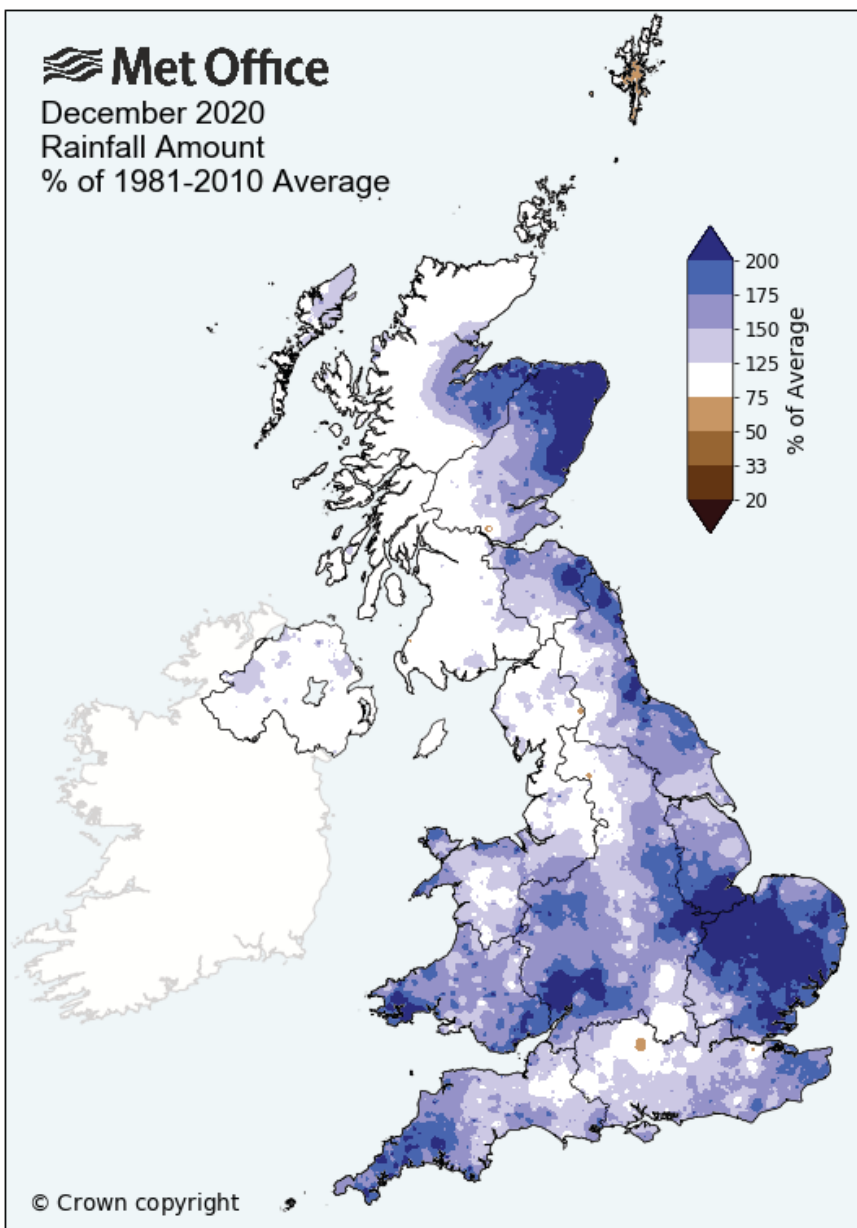 Met Office
December 2020
Rainfall Amount
% of 1981-2010 Average
200
175
150
125
75
50
33
20
% of Average
© Crown copyright